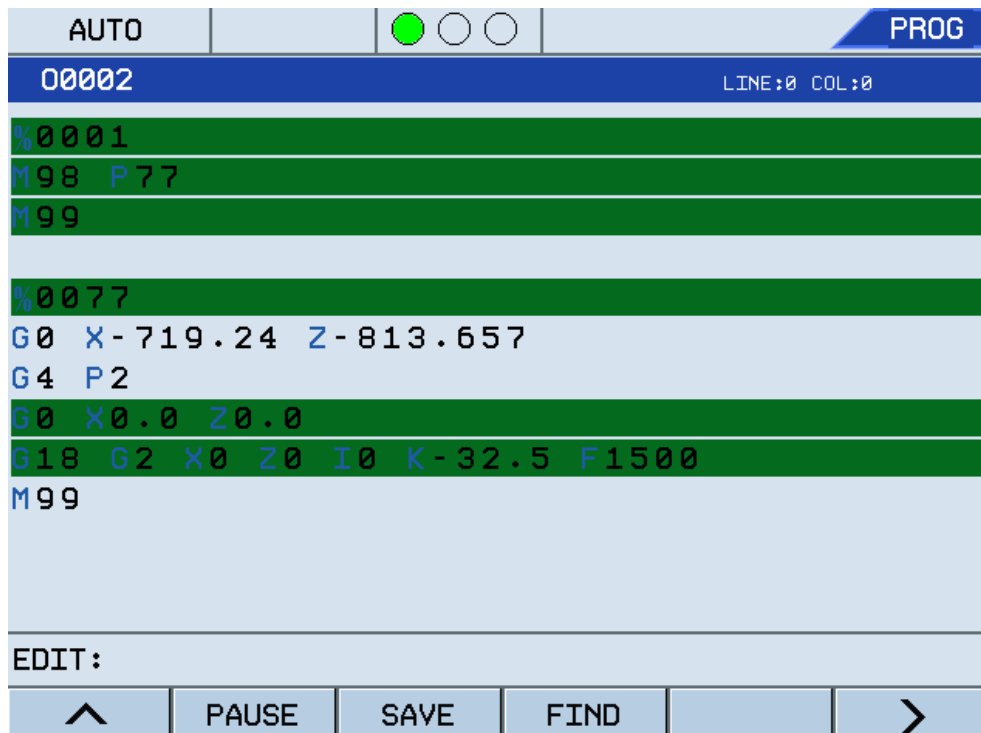 AUTO
PROG
O0002
LINE:0 COL:0
%0001
M98 P77
M99
%0077
G0 X-719.24 Z-813.657
G4 P2
G0 X0.0 Z0.0
G18 G2 X0 Z0 I0 K-32.5 F1500
M99
EDIT:
PAUSE SAVE FIND